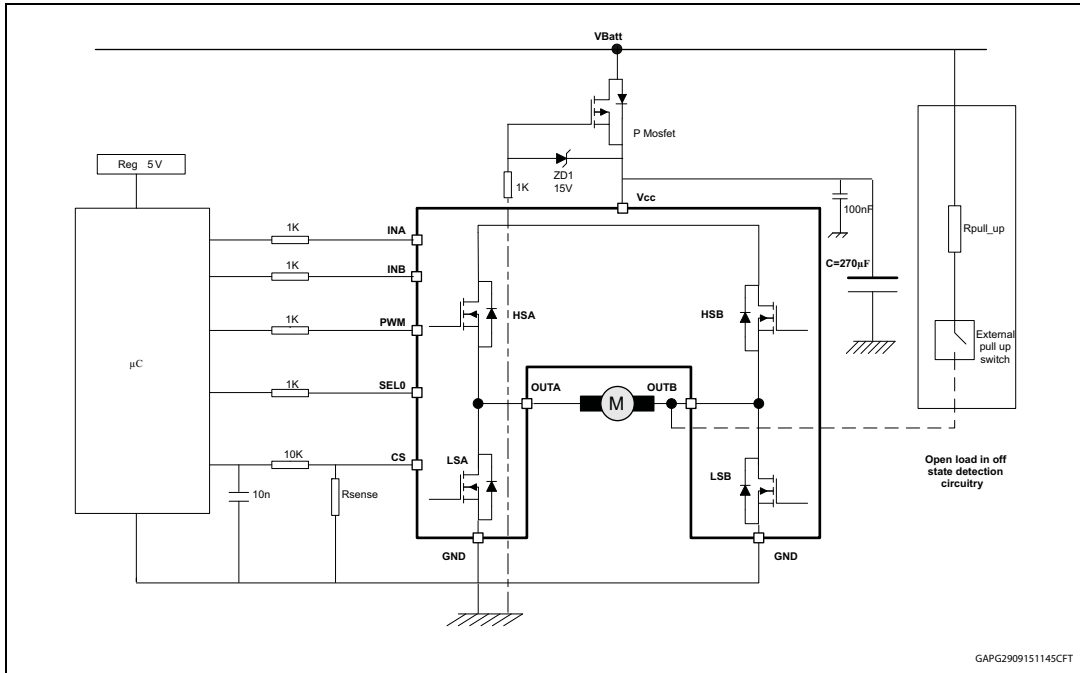 VBatt
P Mosfet
Reg 5 V
ZD1
15V
1K
Vcc
100nF
Rpull_up
1K
INA
C=270µF
1K
INB
HSA
HSB
1K
PWM
External
pull up
switch
µC
1K
SEL0
OUTA
OUTB
M
10K
CS
LSA
LSB
Open load in off
state detection
circuitry
10n
Rsense
GND
GND
GAPG2909151145CFT